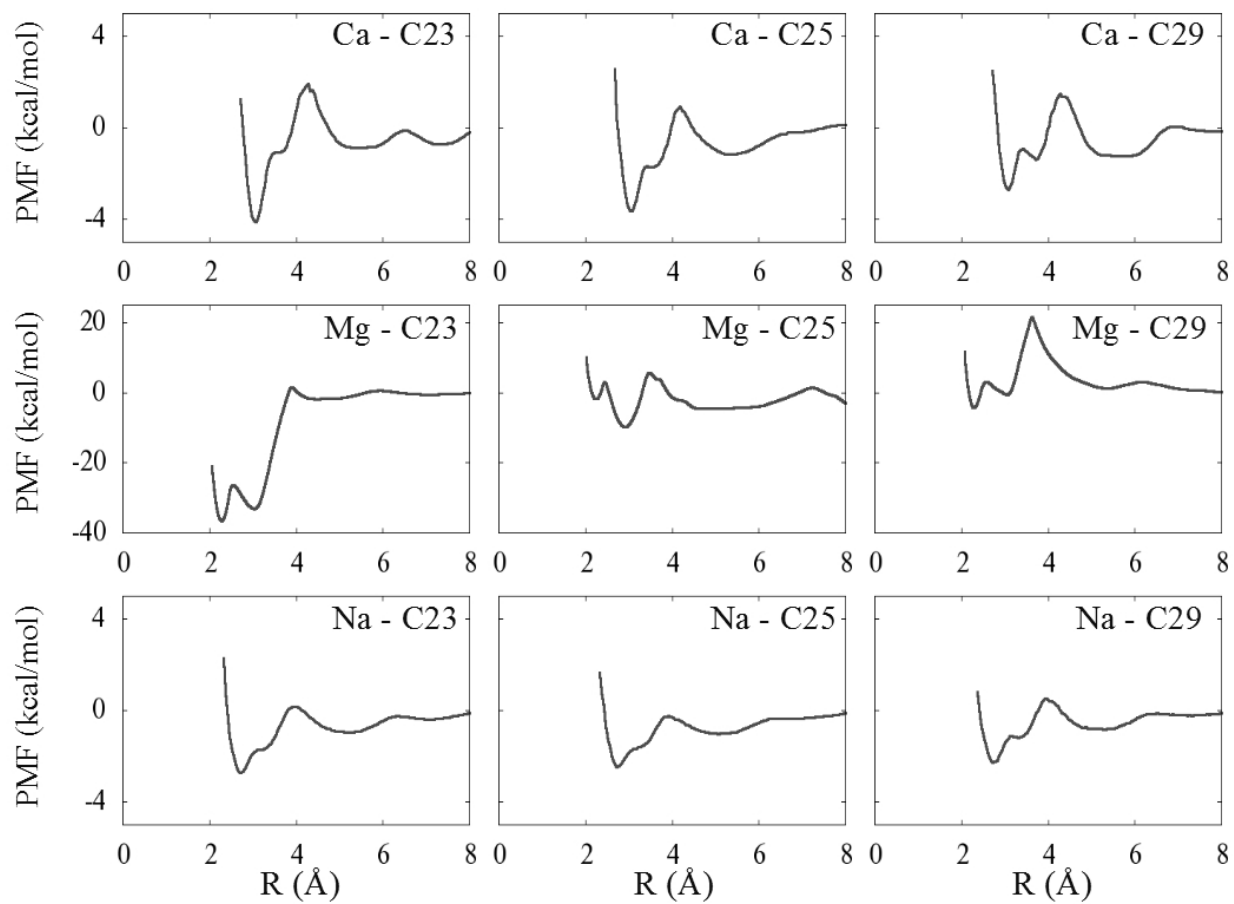 4
Ca - C23
Ca - C25
Ca - C29
PMF (kcal/mol)
0
-4
0 2 4 6 8 0 2 4 6 8 0 2 4 6 8
20
Mg - C23
Mg - C25
Mg - C29
PMF (kcal/mol)
0
-20
-40
0 2 4 6 8 0 2 4 6 8 0 2 4 6 8
4
Na - C23
Na - C25
Na - C29
PMF (kcal/mol)
0
-4
0 2 4 6 8 0 2 4 6 8 0 2 4 6 8
R (Å)
R (Å)
R (Å)